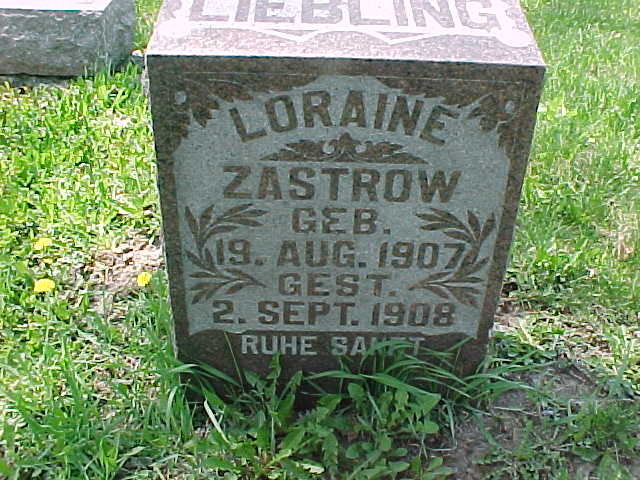 LIEBLING
LORAINE
ZASTROW
GEB.
19. AUG. 1907
GEST.
2. SEPT. 1908
RUHE SANFT